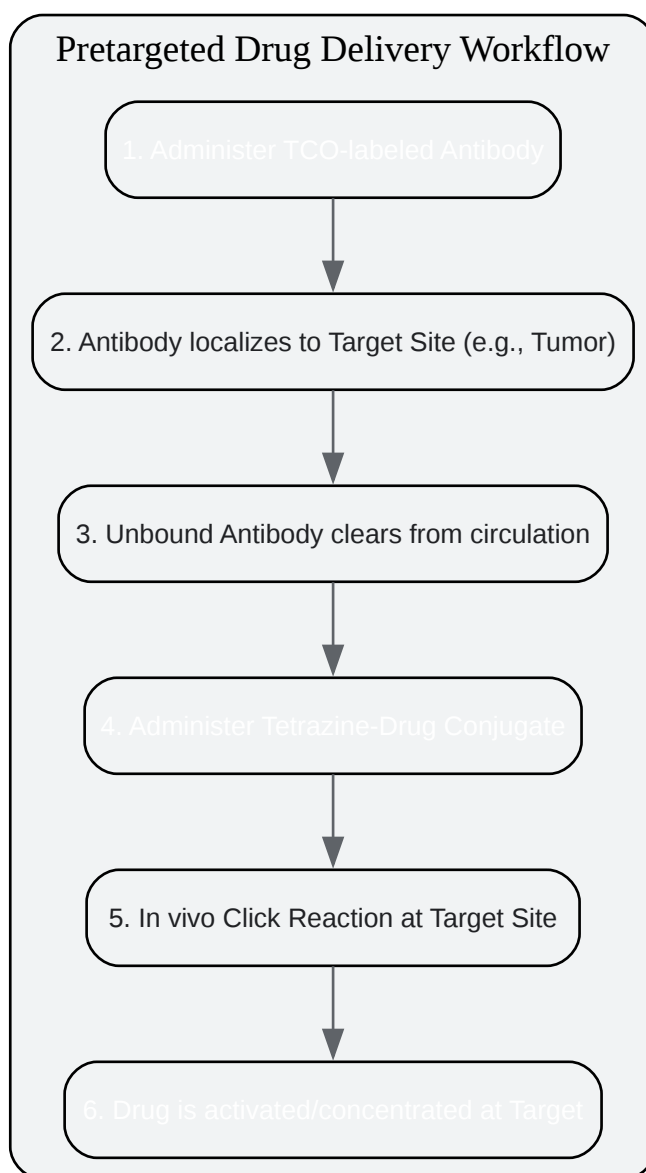 Pretargeted Drug Delivery Workflow
1. Administer TCO-labeled Antibody
2. Antibody localizes to Target Site (e.g., Tumor)
3. Unbound Antibody clears from circulation
4. Administer Tetrazine-Drug Conjugate
5. In vivo Click Reaction at Target Site
6. Drug is activated/concentrated at Target